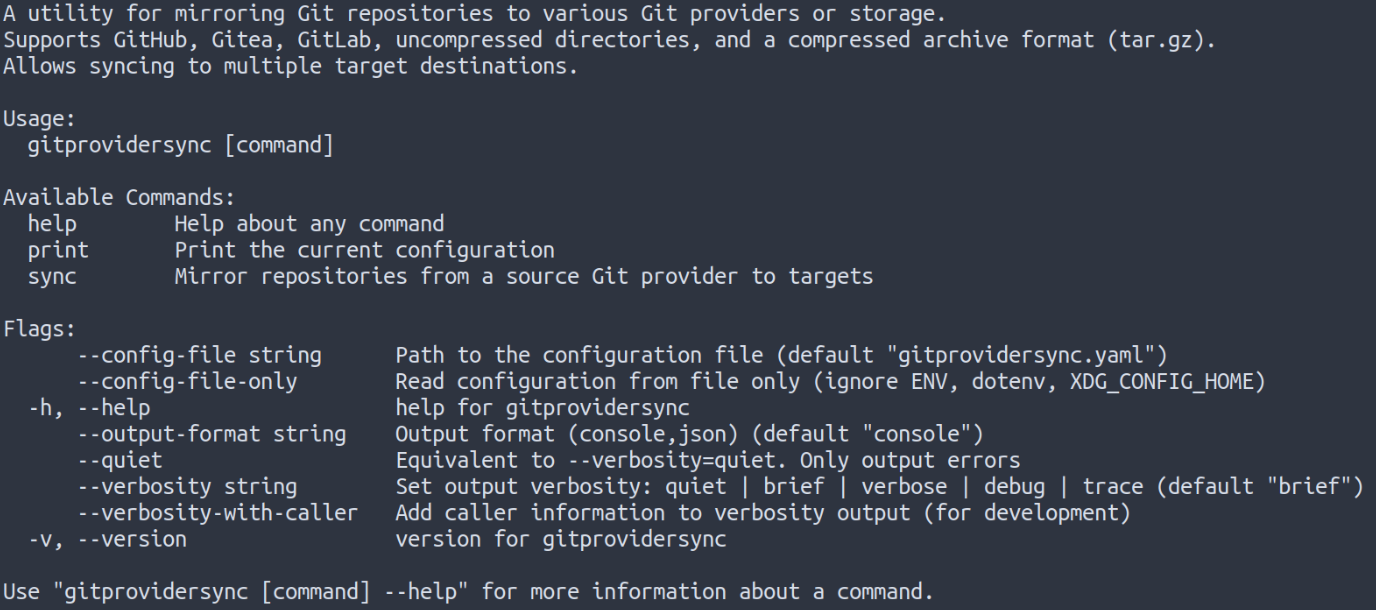 A utility for mirroring Git repositories to various Git providers or storage.
Supports GitHub, Gitea, GitLab, uncompressed directories, and a compressed archive format (tar.gz).
Allows syncing to multiple target destinations.

Usage:
  gitprovidersync [command]

Available Commands:
  help        Help about any command
  print       Print the current configuration
  sync        Mirror repositories from a source Git provider to targets

Flags:
      --config-file string      Path to the configuration file (default "gitprovidersync.yaml")
      --config-file-only        Read configuration from file only (ignore ENV, dotenv, XDG_CONFIG_HOME)
  -h, --help                    help for gitprovidersync
      --output-format string    Output format (console,json) (default "console")
      --quiet                   Equivalent to --verbosity=quiet. Only output errors
      --verbosity string        Set output verbosity: quiet | brief | verbose | debug | trace (default "brief")
      --verbosity-with-caller   Add caller information to verbosity output (for development)
  -v, --version                 version for gitprovidersync

Use "gitprovidersync [command] --help" for more information about a command.